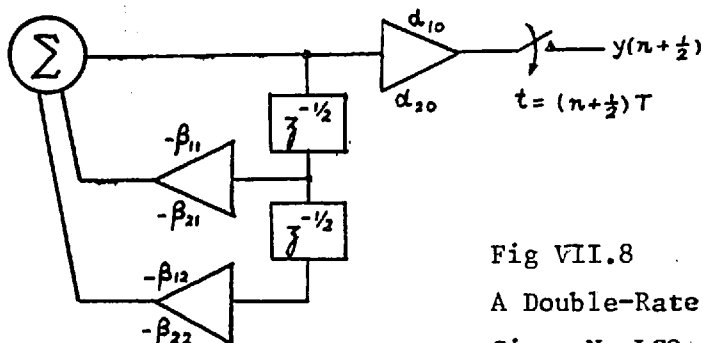 α₁₀
Σ
y(n+½)
α₂₀
t = (n+½)T
z^{-1/2}
-β₁₁
-β₂₁
z^{-1/2}
-β₁₂
-β₂₂
Fig VII.8
A Double-Rate